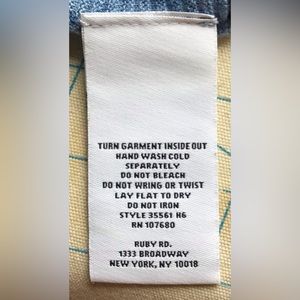 TURN GARMENT INSIDE OUT
HAND WASH COLD
SEPARATELY
DO NOT BLEACH
DO NOT WRING OR TWIST
LAY FLAT TO DRY
DO NOT IRON
STYLE 35561 H6
RN 107680
RUBY RD.
1333 BROADWAY
NEW YORK, NY 10018